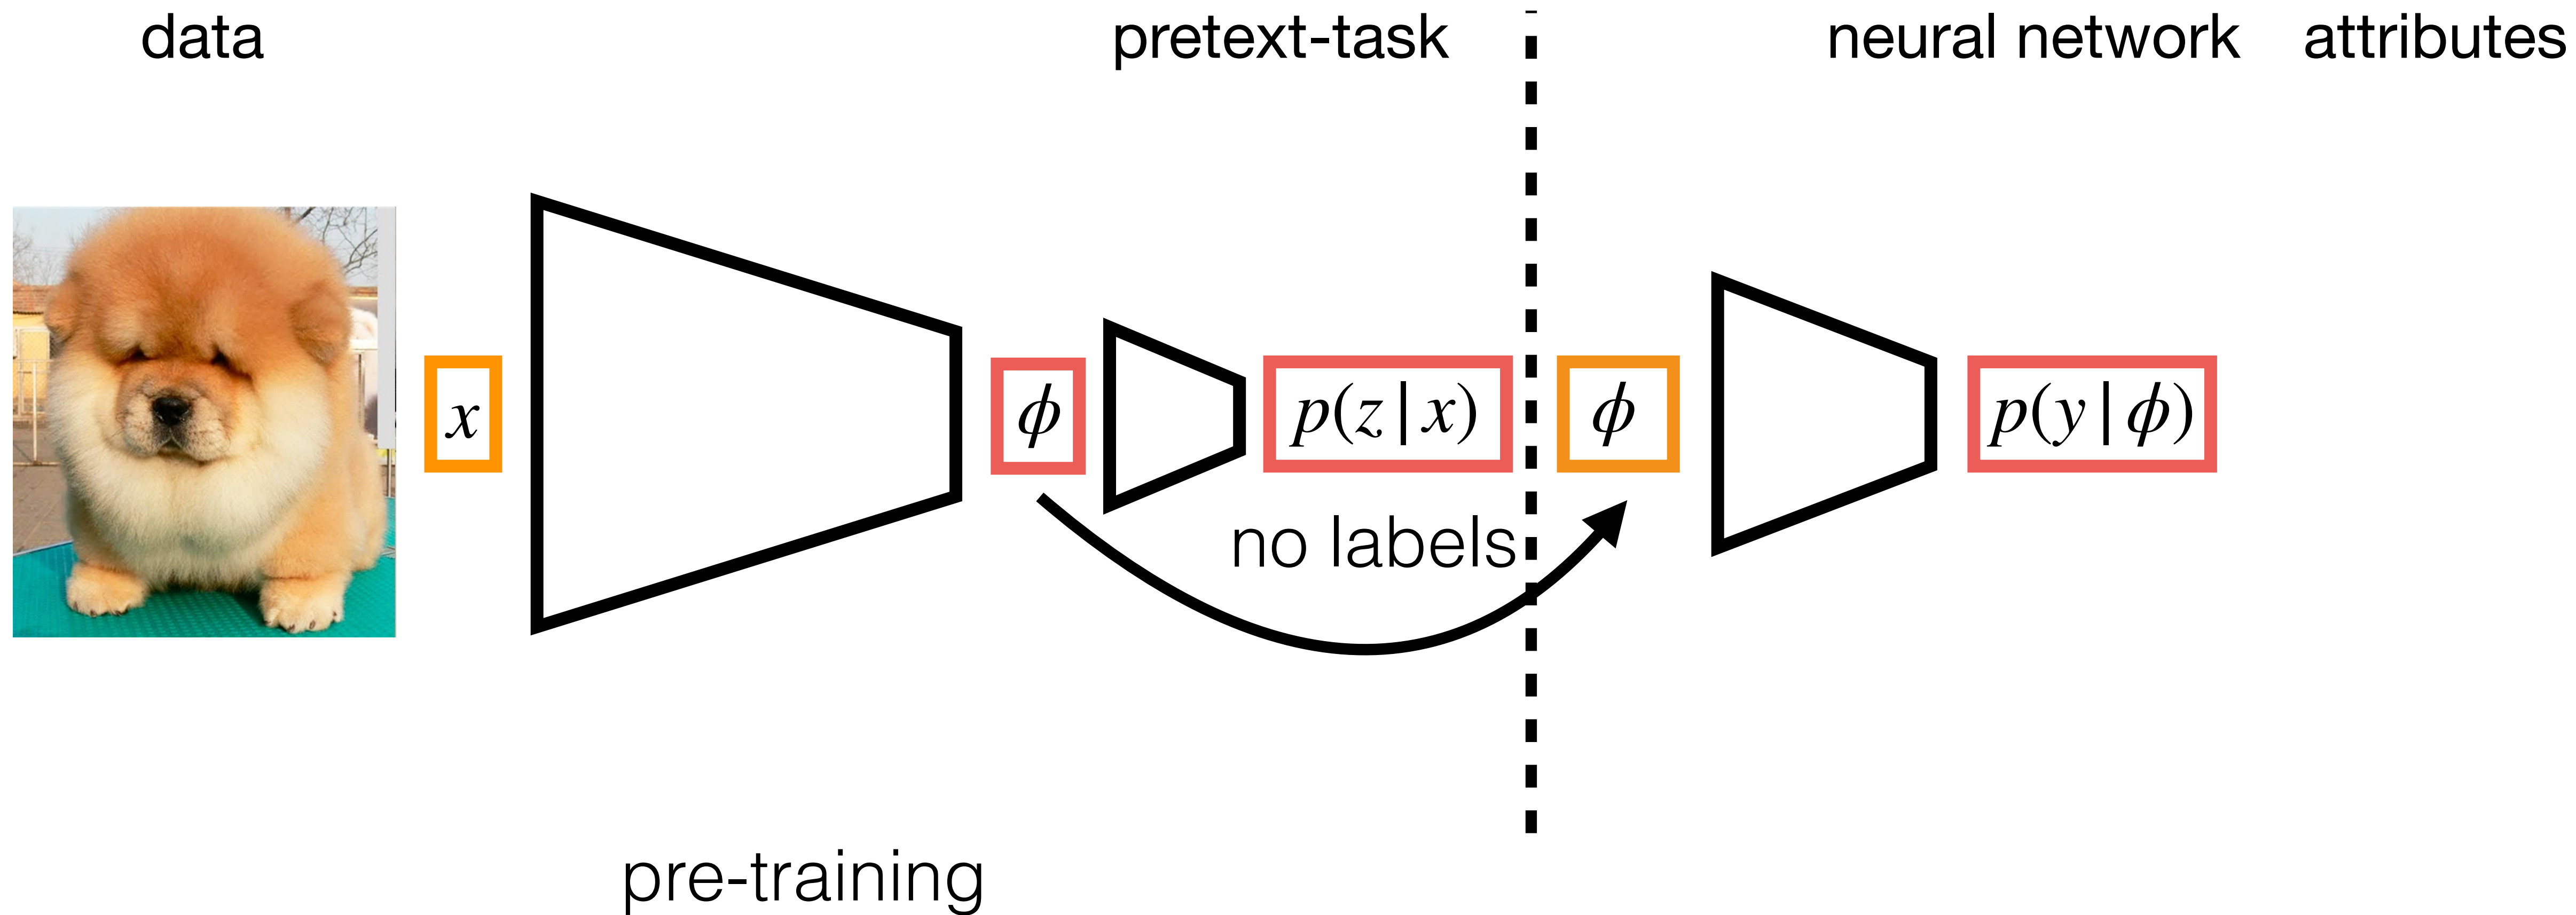 data
pretext-task
neural network
attributes
x
ϕ
p(z|x)
ϕ
p(y|ϕ)
no labels
pre-training